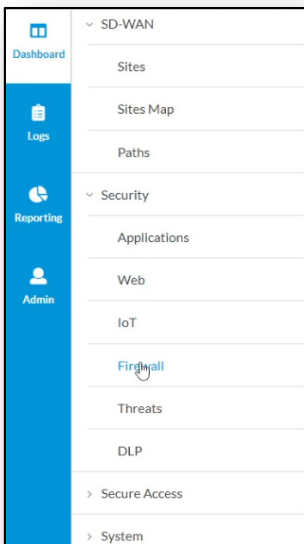 Dashboard
Logs
Reporting
Admin
SD-WAN
Sites
Sites Map
Paths
Security
Applications
Web
IoT
Firewall
Threats
DLP
Secure Access
System